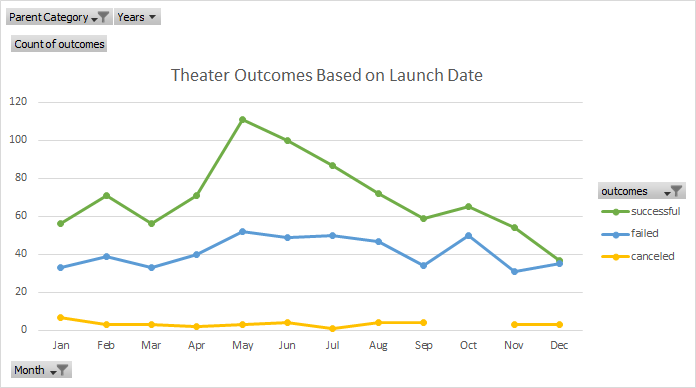 Parent Category Years
Count of outcomes
Theater Outcomes Based on Launch Date
120
100
80
60
40
20
0
Jan Feb Mar Apr May Jun Jul Aug Sep Oct Nov Dec
outcomes
successful
failed
canceled
Month